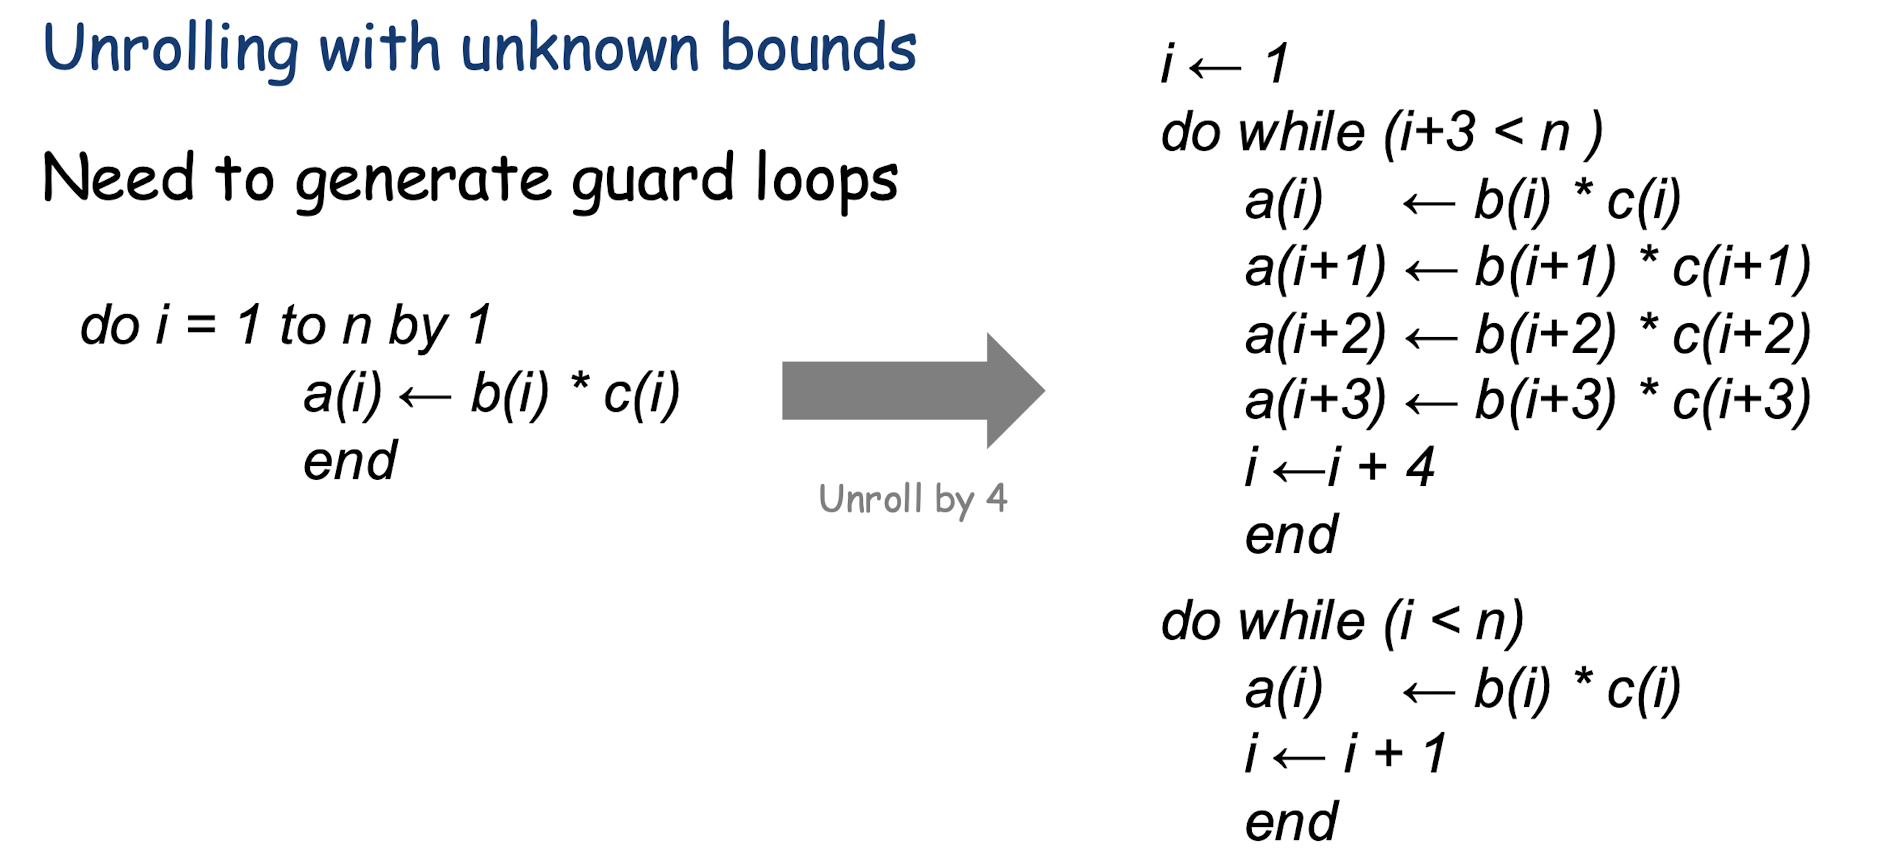 Unrolling with unknown bounds
Need to generate guard loops
do i = 1 to n by 1
a(i) ← b(i) * c(i)
end
Unroll by 4
i ← 1
do while (i+3 < n )
a(i) ← b(i) * c(i)
a(i+1) ← b(i+1) * c(i+1)
a(i+2) ← b(i+2) * c(i+2)
a(i+3) ← b(i+3) * c(i+3)
i ←i + 4
end
do while (i < n)
a(i) ← b(i) * c(i)
i ← i + 1
end